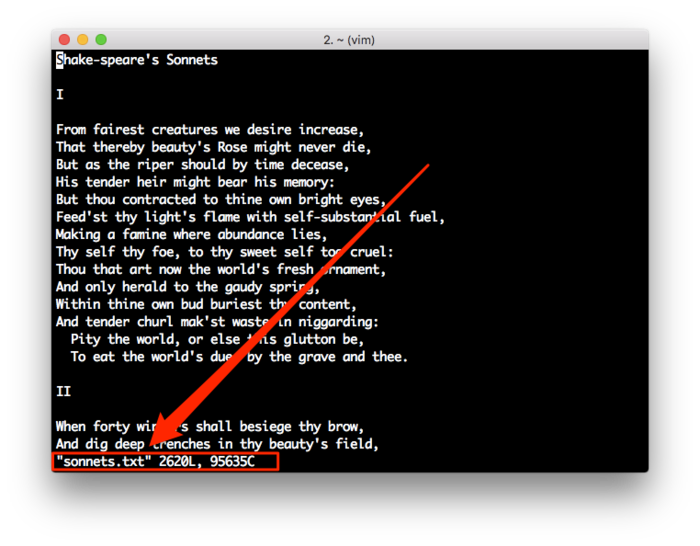 2. ~ (vim)
Shake-speare's Sonnets
I
From fairest creatures we desire increase,
That thereby beauty's Rose might never die,
But as the riper should by time decease,
His tender heir might bear his memory:
But thou contracted to thine own bright eyes,
Feed'st thy light's flame with self-substantial fuel,
Making a famine where abundance lies,
Thy self thy foe, to thy sweet self too cruel:
Thou that art now the world's fresh ornament,
And only herald to the gaudy spring,
Within thine own bud buriest thy content,
And tender churl mak'st waste in niggarding:
Pity the world, or else this glutton be,
To eat the world's due, by the grave and thee.
II
When forty winters shall besiege thy brow,
And dig deep trenches in thy beauty's field,
"sonnets.txt" 2620L, 95635C